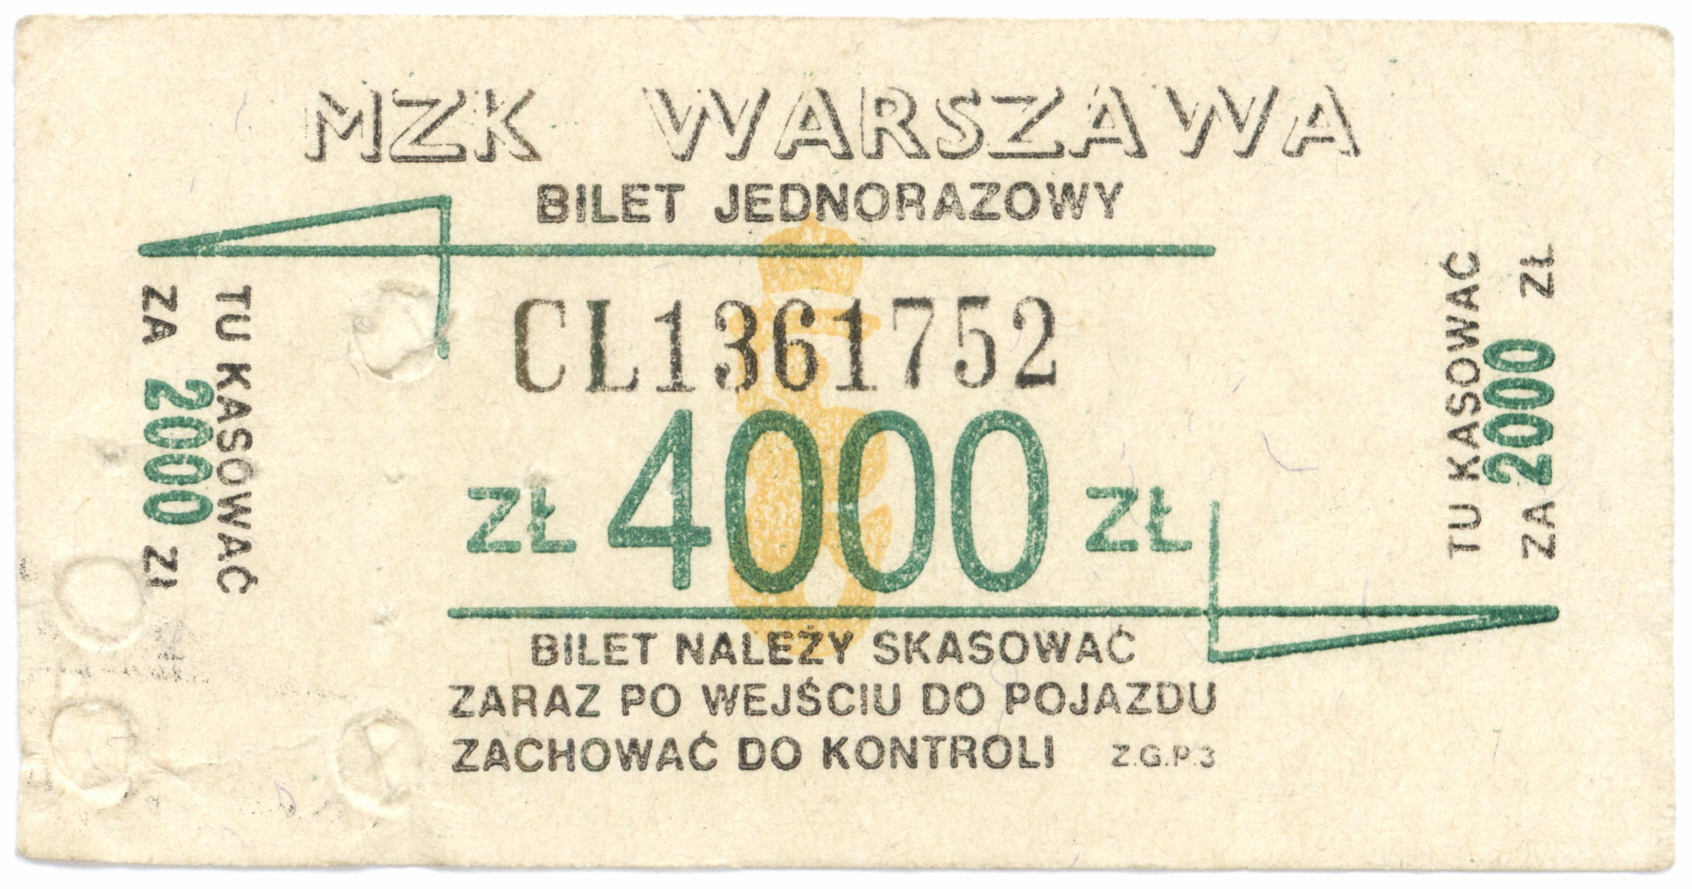 MZK WARSZAWA
BILET JEDNORAZOWY
TU KASOWAĆ
ZA 2000 ZŁ
CL1361752
ZŁ 4000 ZŁ
TU KASOWAĆ
ZA 2000 ZŁ
BILET NALEŻY SKASOWAĆ
ZARAZ PO WEJŚCIU DO POJAZDU
ZACHOWAĆ DO KONTROLI Z.G.P.3